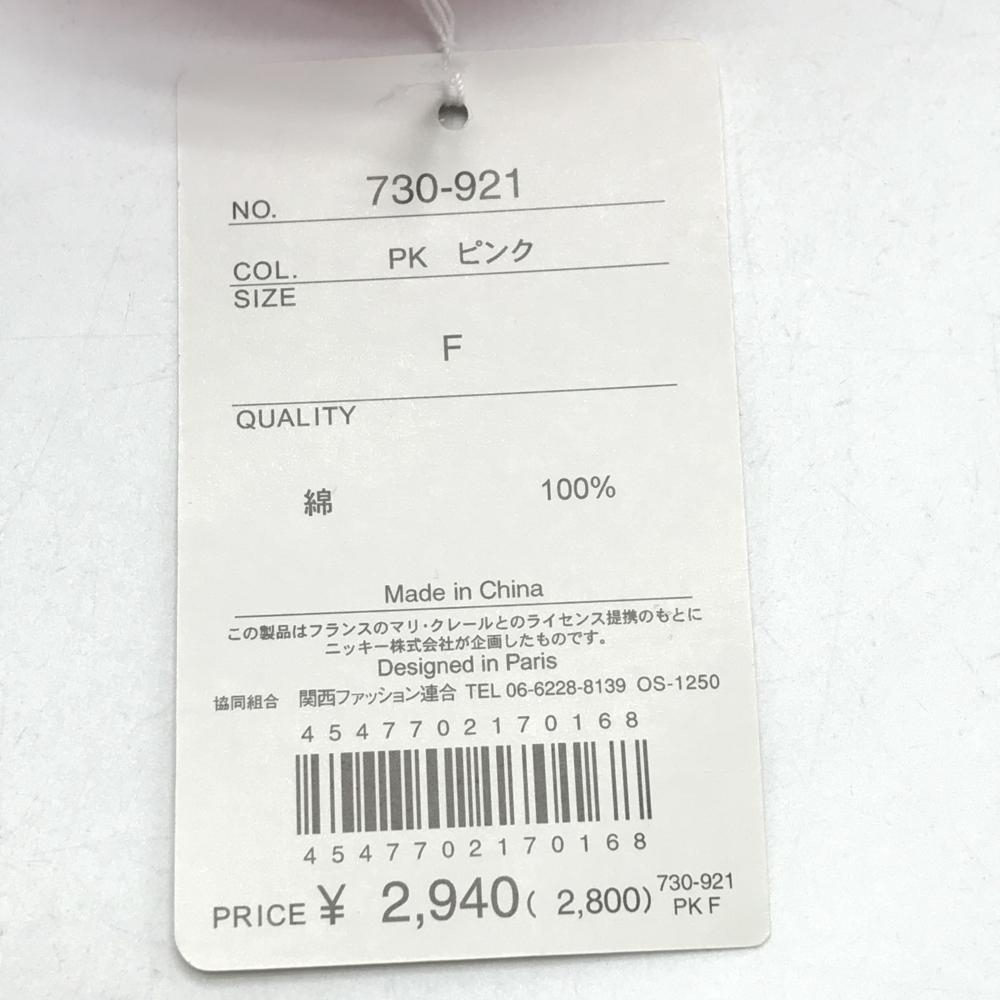 NO. 730-921
COL. PK ピンク
SIZE
F
QUALITY
綿 100%
Made in China
この製品はフランスのマリ・クレールとのライセンス提携のもとに
ニッキー株式会社が企画したものです。
Designed in Paris
協同組合 関西ファッション連合 TEL 06-6228-8139 OS-1250
4547702170168
4547702170168
PRICE ¥ 2,940( 2,800) 730-921
PK F